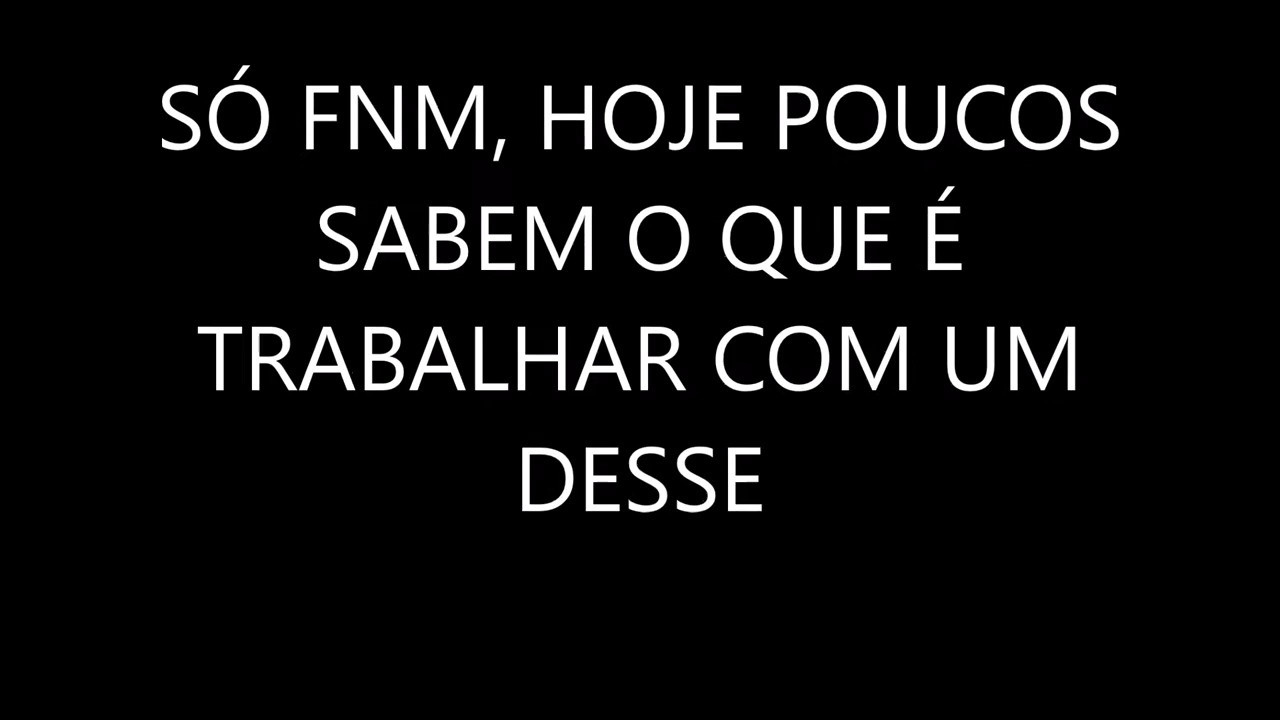 SÓ FNM, HOJE POUCOS
SABEM O QUE É
TRABALHAR COM UM
DESSE